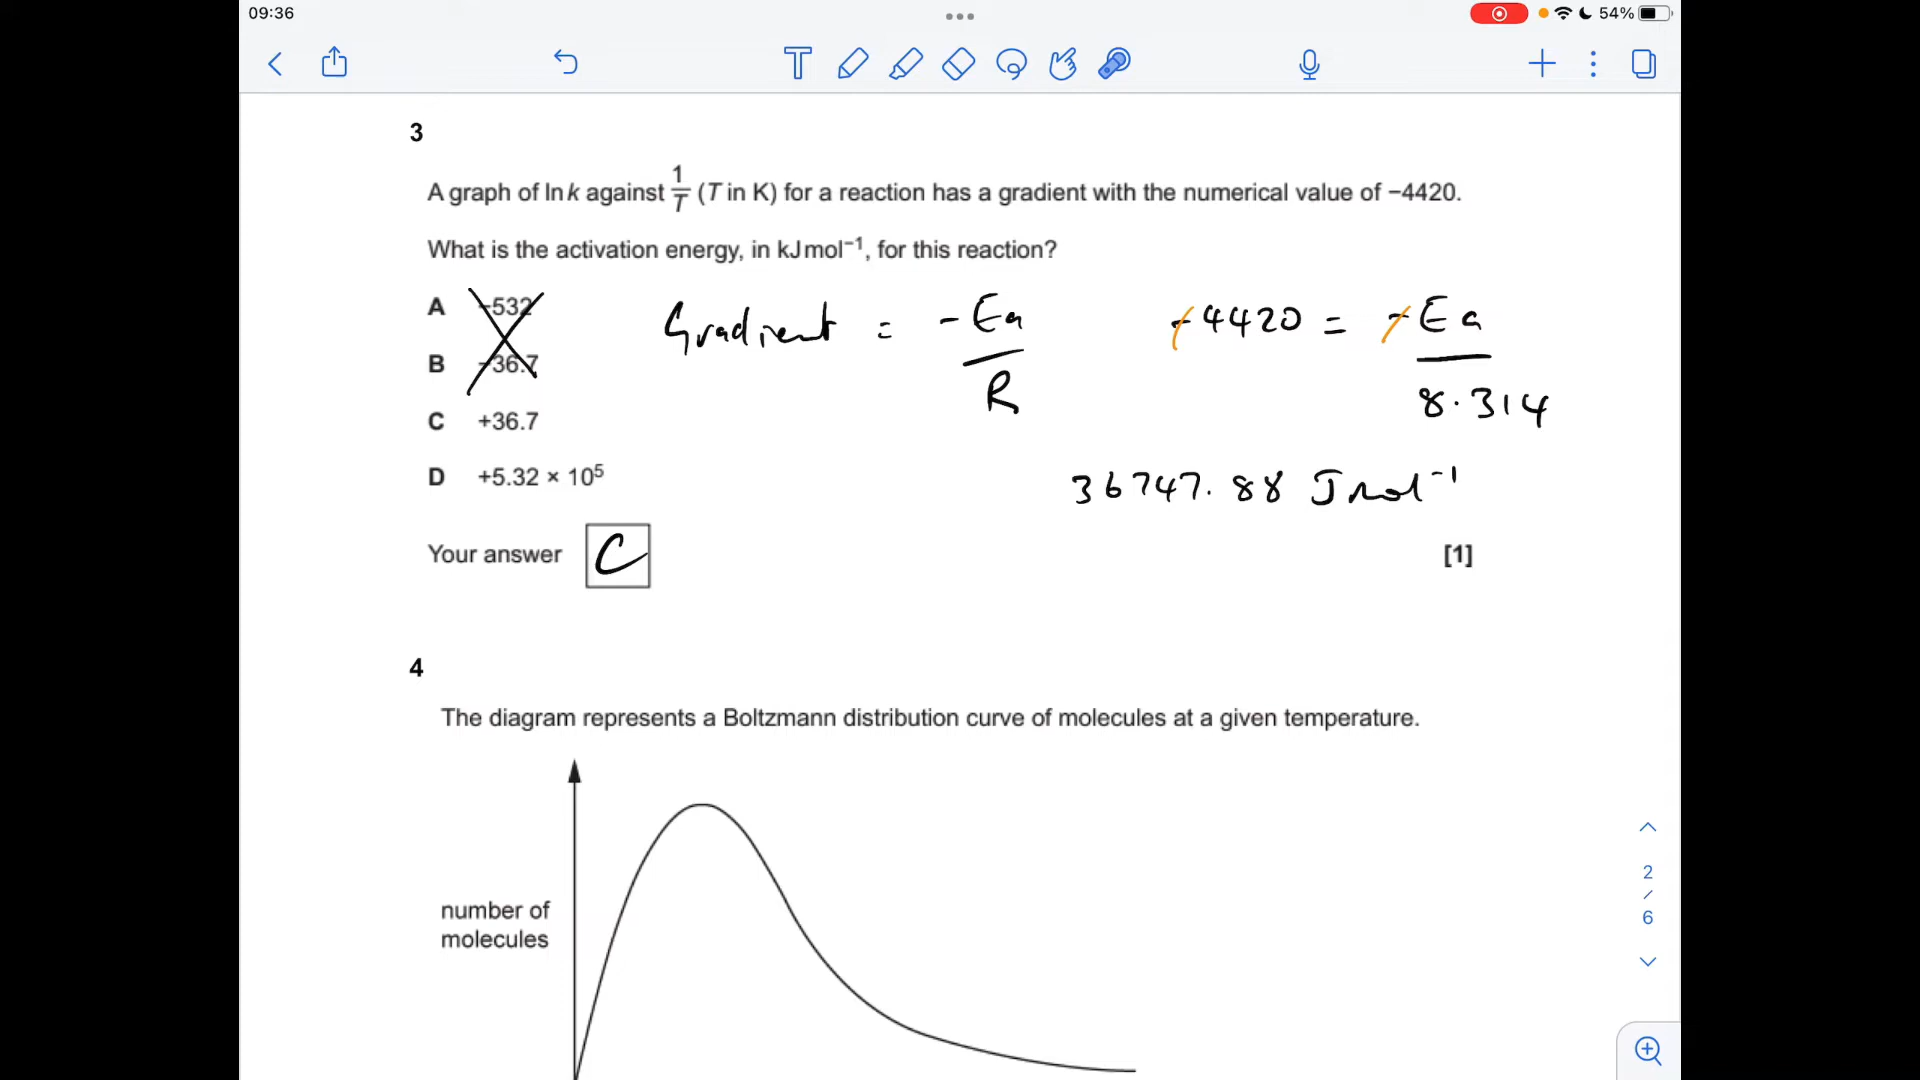 09:36
54%
T
3
A graph of ln k against 1/T (T in K) for a reaction has a gradient with the numerical value of −4420.
What is the activation energy, in kJ mol⁻¹, for this reaction?
A −532
B −36.7
C +36.7
D +5.32 × 10⁵
Gradient = -Ea/R
-4420 = -Ea/8.314
36747.88 Jmol⁻¹
Your answer C
[1]
4
The diagram represents a Boltzmann distribution curve of molecules at a given temperature.
number of
molecules
2
/
6